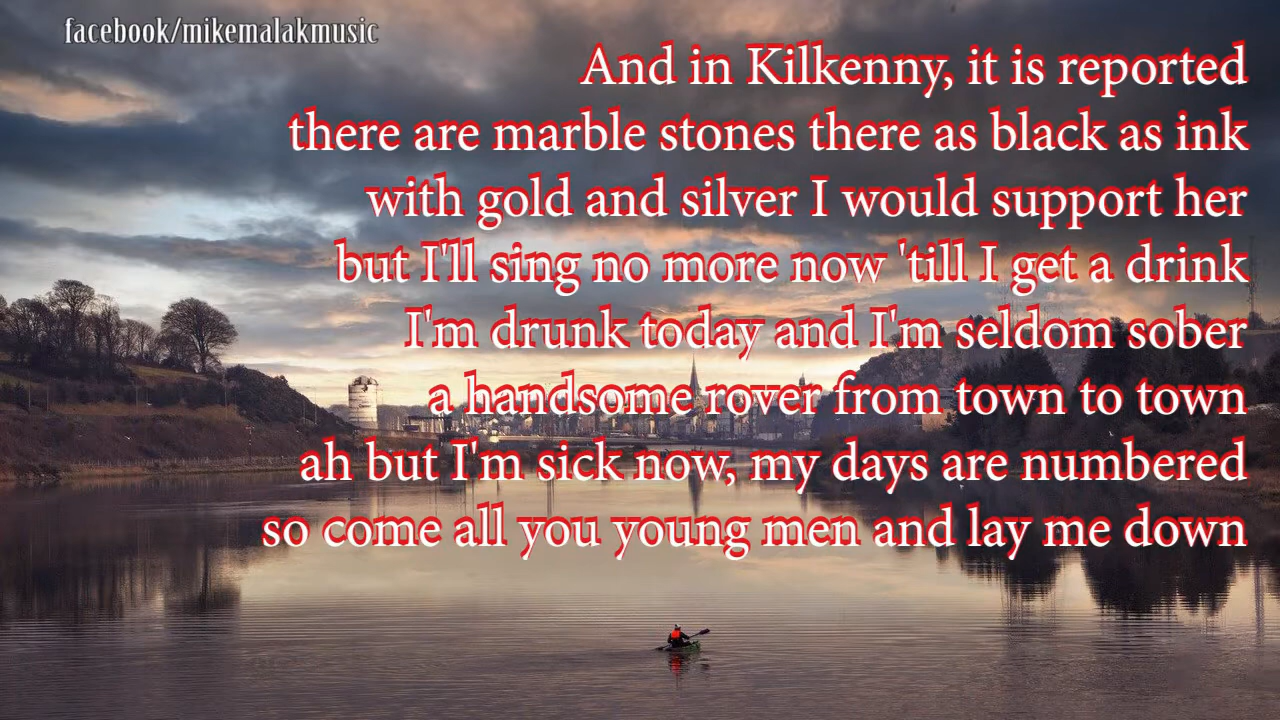 facebook/mikemalakmusic
And in Kilkenny, it is reported
there are marble stones there as black as ink
with gold and silver I would support her
but I'll sing no more now 'till I get a drink
I'm drunk today and I'm seldom sober
a handsome rover from town to town
ah but I'm sick now, my days are numbered
so come all you young men and lay me down